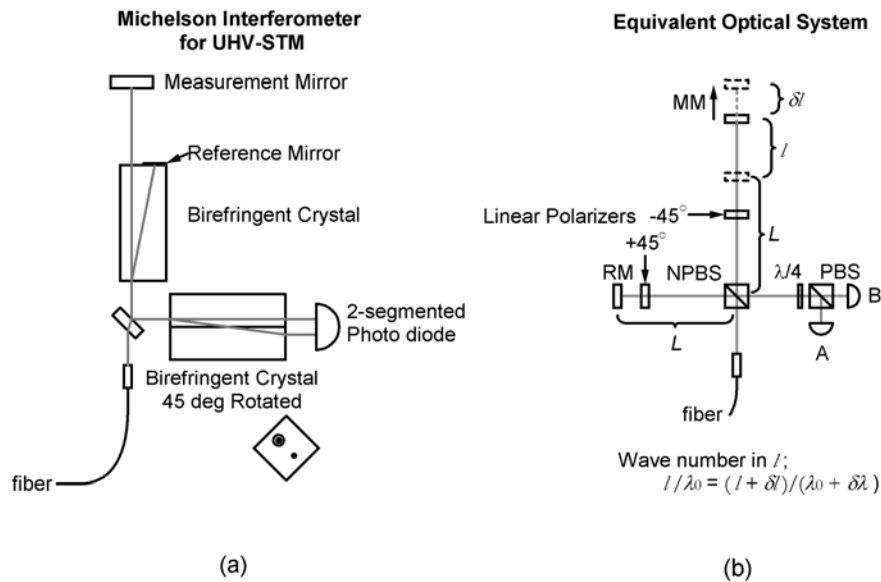 Michelson Interferometer
for UHV-STM
Measurement Mirror
Reference Mirror
Birefringent Crystal
2-segmented
Photo diode
Birefringent Crystal
45 deg Rotated
fiber
(a)
Equivalent Optical System
MM
δl
l
Linear Polarizers -45°
L
+45°
RM
NPBS
λ/4
PBS
B
L
A
fiber
Wave number in l;
l/λ0 = (l + δl)/(λ0 + δλ)
(b)